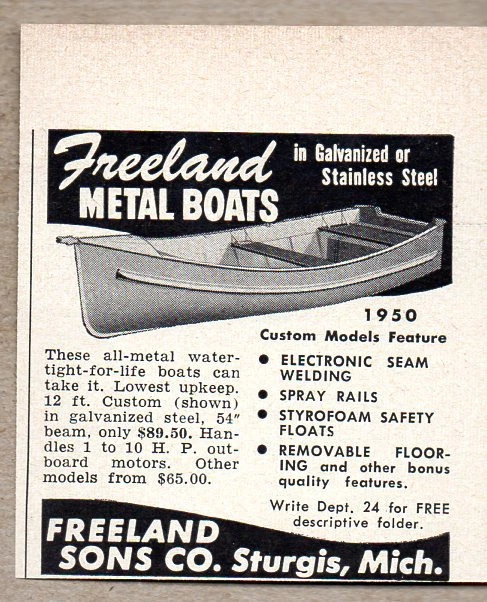 Freeland
METAL BOATS
in Galvanized or
Stainless Steel
1950
Custom Models Feature
These all-metal water-
tight-for-life boats can
take it. Lowest upkeep.
12 ft. Custom (shown)
in galvanized steel, 54"
beam, only $89.50. Han-
dles 1 to 10 H. P. out-
board motors. Other
models from $65.00.
● ELECTRONIC SEAM
WELDING
● SPRAY RAILS
● STYROFOAM SAFETY
FLOATS
● REMOVABLE FLOOR-
ING and other bonus
quality features.
Write Dept. 24 for FREE
descriptive folder.
FREELAND
SONS CO. Sturgis, Mich.